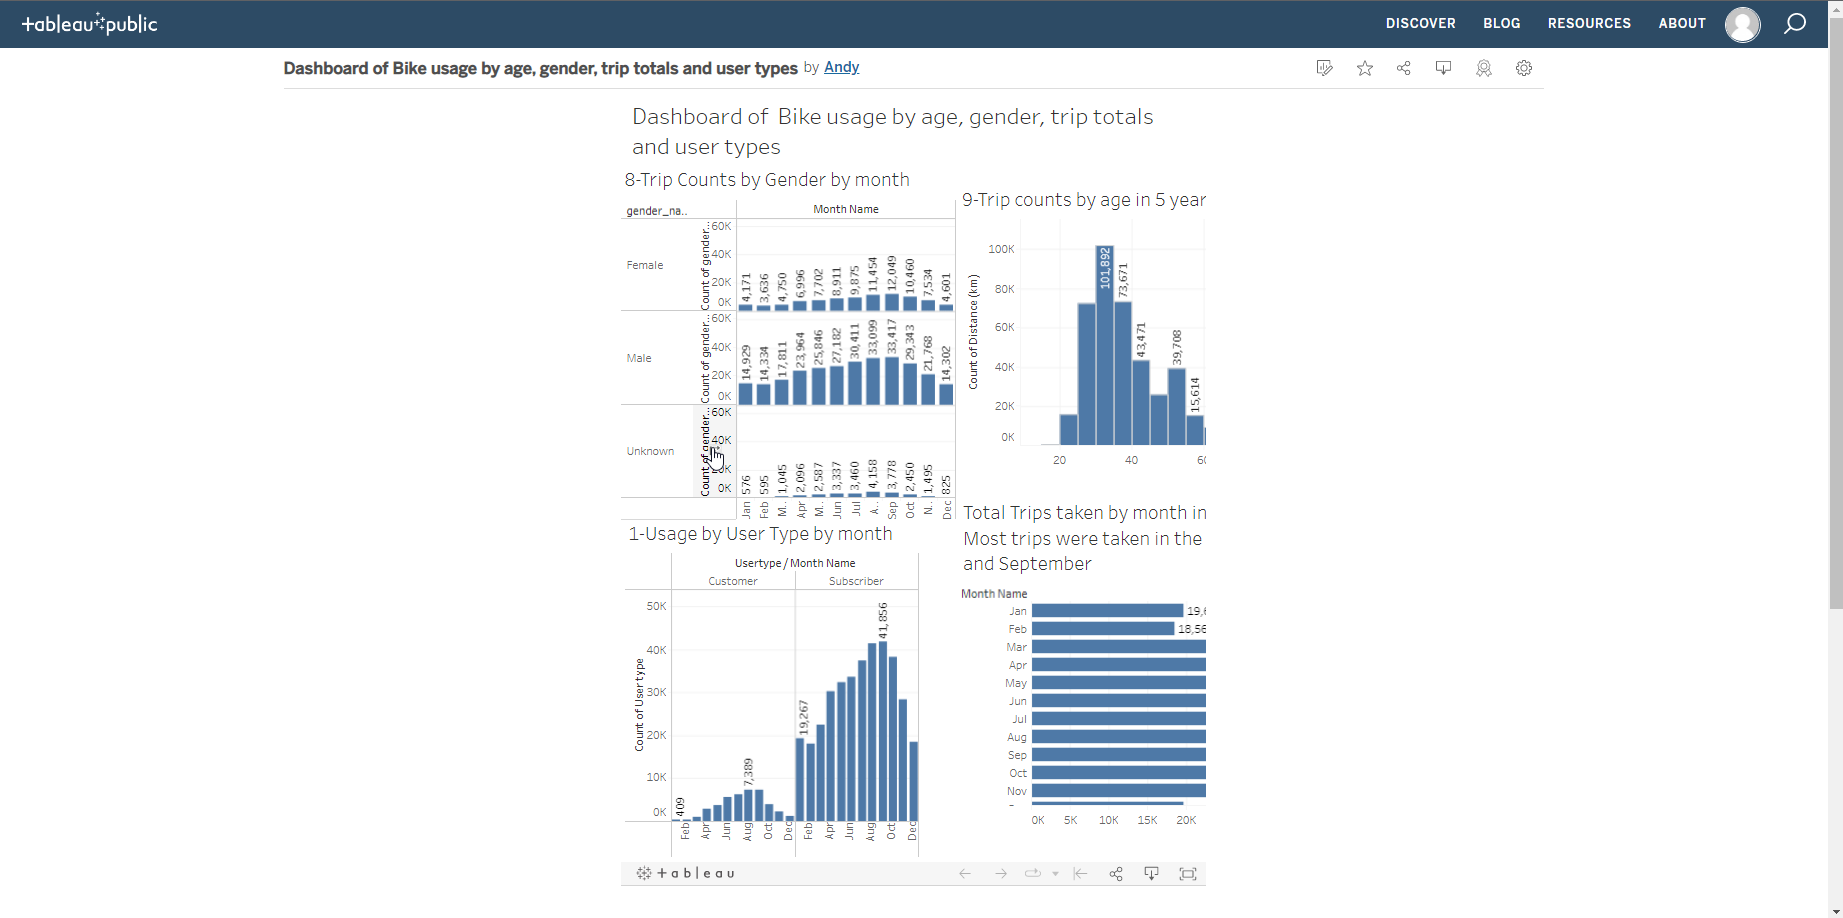 +ableau public
DISCOVER BLOG RESOURCES ABOUT
Dashboard of Bike usage by age, gender, trip totals and user types by Andy
Dashboard of Bike usage by age, gender, trip totals
and user types
8-Trip Counts by Gender by month
gender_na..
Month Name
Female
Count of gender...
60K
40K
20K
0K
4,171 3,636 4,750 6,996 7,702 8,911 9,875 11,454 12,049 10,460 7,534 4,601
Male
Count of gender...
60K
40K
20K
0K
14,929 14,334 17,811 23,964 25,846 27,182 30,411 33,099 33,417 29,343 21,768 14,302
Unknown
Count of gender...
60K
40K
0K
576 595 1,045 2,096 2,587 3,337 3,460 4,158 3,778 2,450 1,495 825
Jan Feb M.. Apr M.. Jun Jul A.. Sep Oct N.. Dec
9-Trip counts by age in 5 year
Count of Distance (km)
100K
80K
60K
40K
20K
0K
101,892 73,671 43,471 39,708 15,614
20 40
1-Usage by User Type by month
Usertype / Month Name
Customer Subscriber
Count of Usertype
50K
40K
30K
20K
10K
0K
409 7,389 19,267 41,856
Feb Apr Jun Aug Oct Dec Feb Apr Jun Aug Oct Dec
Total Trips taken by month in
Most trips were taken in the
and September
Month Name
Jan 19,6
Feb 18,56
Mar
Apr
May
Jun
Jul
Aug
Sep
Oct
Nov
0K 5K 10K 15K 20K
+ableau